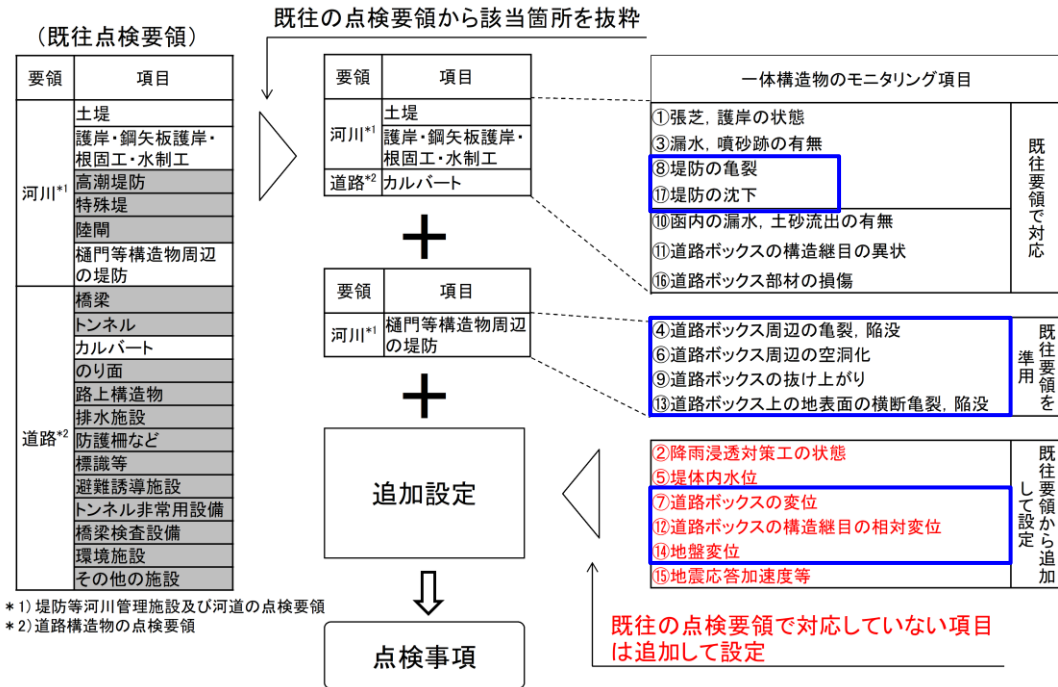 既往の点検要領から該当箇所を抜粋
(既往点検要領)
要領 項目
河川*1
土堤
護岸・鋼矢板護岸・
根固工・水制工
高潮堤防
特殊堤
陸閘
樋門等構造物周辺
の堤防
道路*2
橋梁
トンネル
カルバート
のり面
路上構造物
排水施設
防護柵など
標識等
避難誘導施設
トンネル非常用設備
橋梁検査設備
環境施設
その他の施設
*1)堤防等河川管理施設及び河道の点検要領
*2)道路構造物の点検要領
要領 項目
河川*1
土堤
護岸・鋼矢板護岸・
根固工・水制工
道路*2 カルバート
+
要領 項目
河川*1
樋門等構造物周辺
の堤防
+
追加設定
点検事項
一体構造物のモニタリング項目
①張芝, 護岸の状態
③漏水, 噴砂跡の有無
⑧堤防の亀裂
⑰堤防の沈下
⑩函内の漏水, 土砂流出の有無
⑪道路ボックスの構造継目の異状
⑯道路ボックス部材の損傷
既往要領で対応
④道路ボックス周辺の亀裂, 陥没
⑥道路ボックス周辺の空洞化
⑨道路ボックスの抜け上がり
⑬道路ボックス上の地表面の横断亀裂, 陥没
既往要領を
準用
②降雨浸透対策工の状態
⑤堤体内水位
⑦道路ボックスの変位
⑫道路ボックスの構造継目の相対変位
⑭地盤変位
⑮地震応答加速度等
既往要領から追加
して設定
既往の点検要領で対応していない項目
は追加して設定